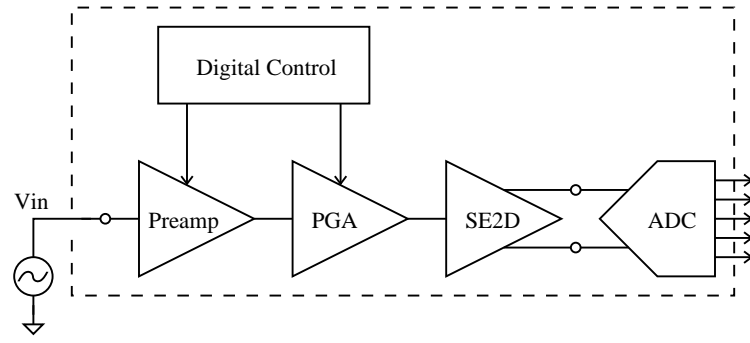 Digital Control
Vin
Preamp
PGA
SE2D
ADC